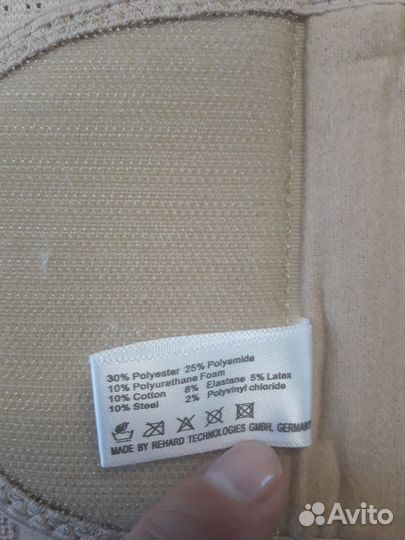 30% Polyester 25% Polyamide
10% Polyurethane Foam
10% Cotton 8% Elastane 5% Latex
10% Steel 2% Polyvinyl chloride
MADE BY REHARD TECHNOLOGIES GMBH, GERMANY
Avito